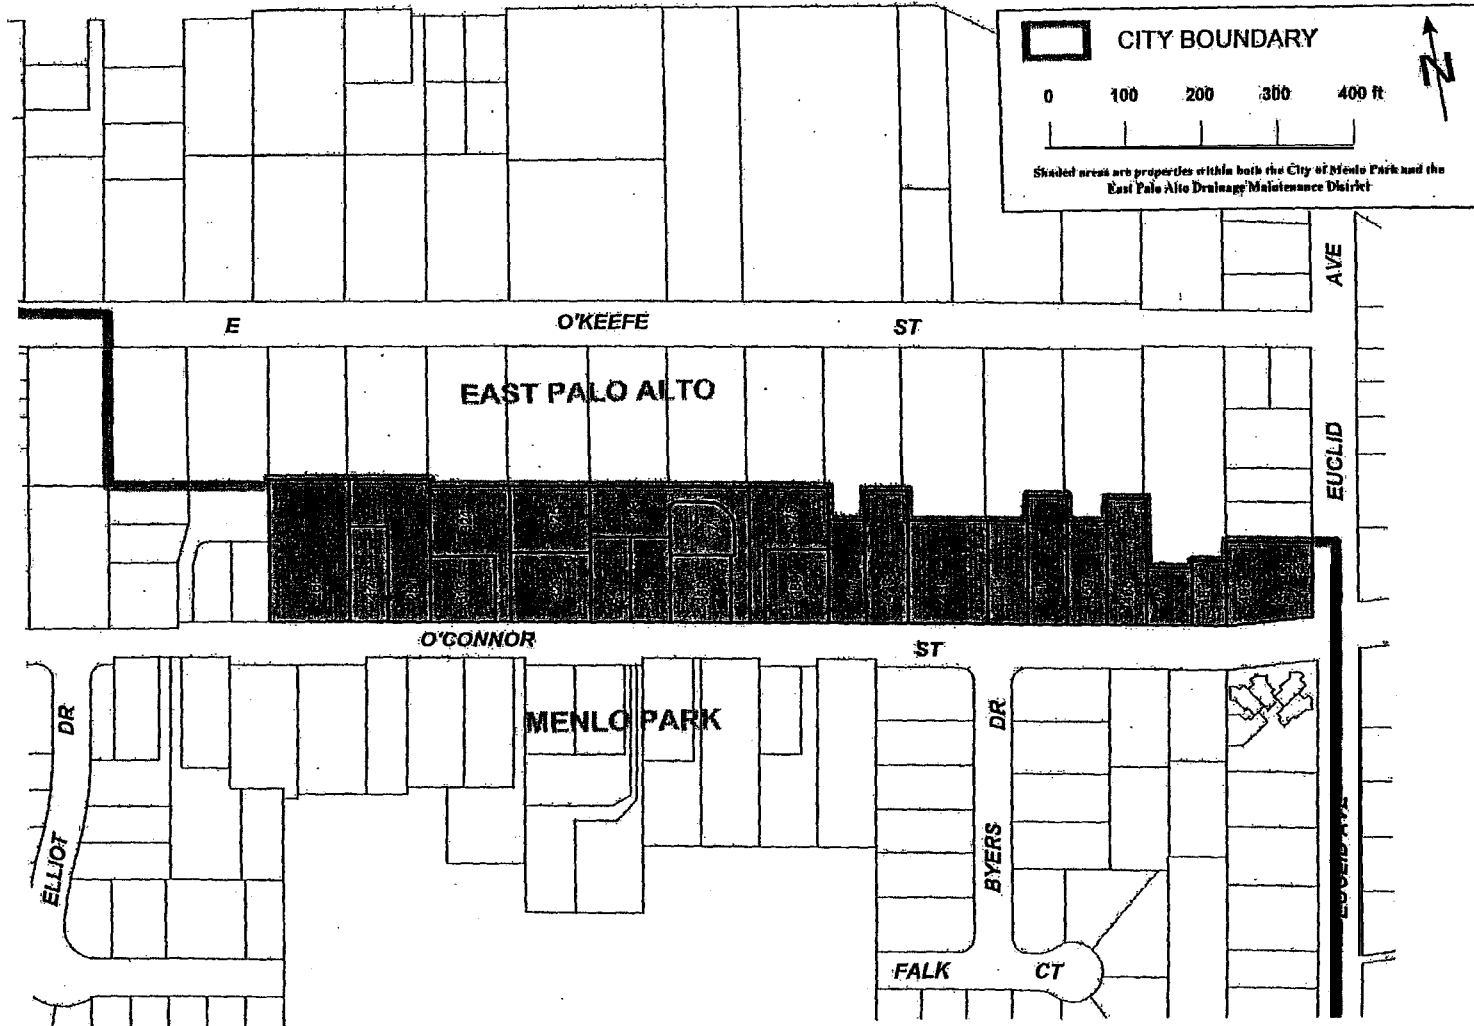 CITY BOUNDARY
N
0 100 200 300 400 ft
Shaded areas are properties within both the City of Menlo Park and the
East Palo Alto Drainage Maintenance District
AVE
E O'KEEFE ST
EAST PALO ALTO
EUCLID
O'CONNOR ST
MENLO PARK
DR
DR
ELLIOT
BYERS
EUCLID AVE
FALK CT